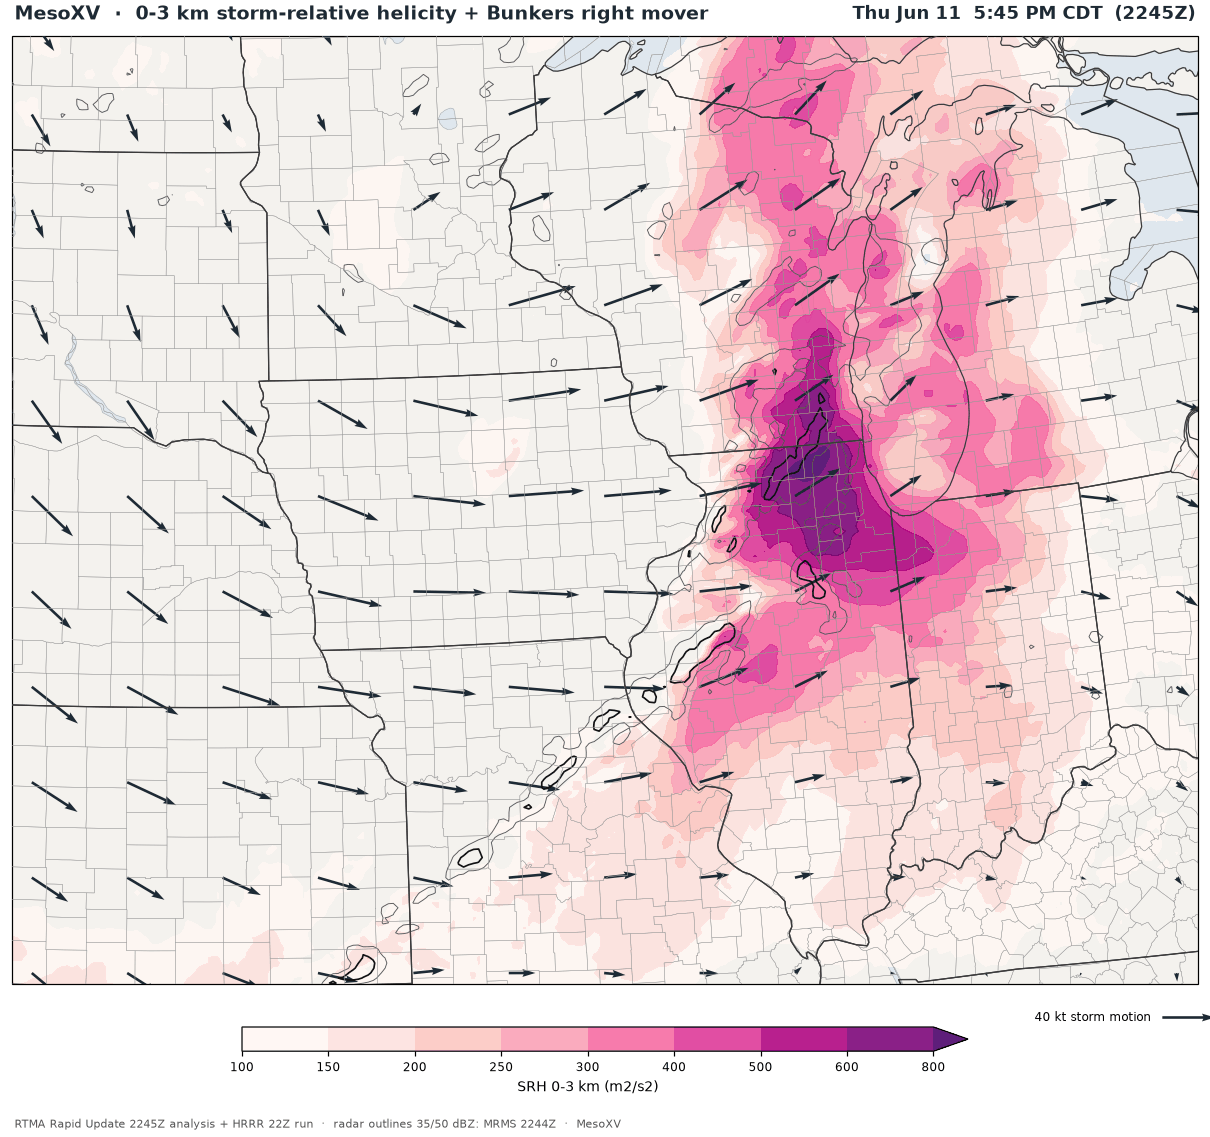 MesoXV · 0-3 km storm-relative helicity + Bunkers right mover
Thu Jun 11 5:45 PM CDT (2245Z)
40 kt storm motion
100 150 200 250 300 400 500 600 800
SRH 0-3 km (m2/s2)
RTMA Rapid Update 2245Z analysis + HRRR 22Z run · radar outlines 35/50 dBZ: MRMS 2244Z · MesoXV